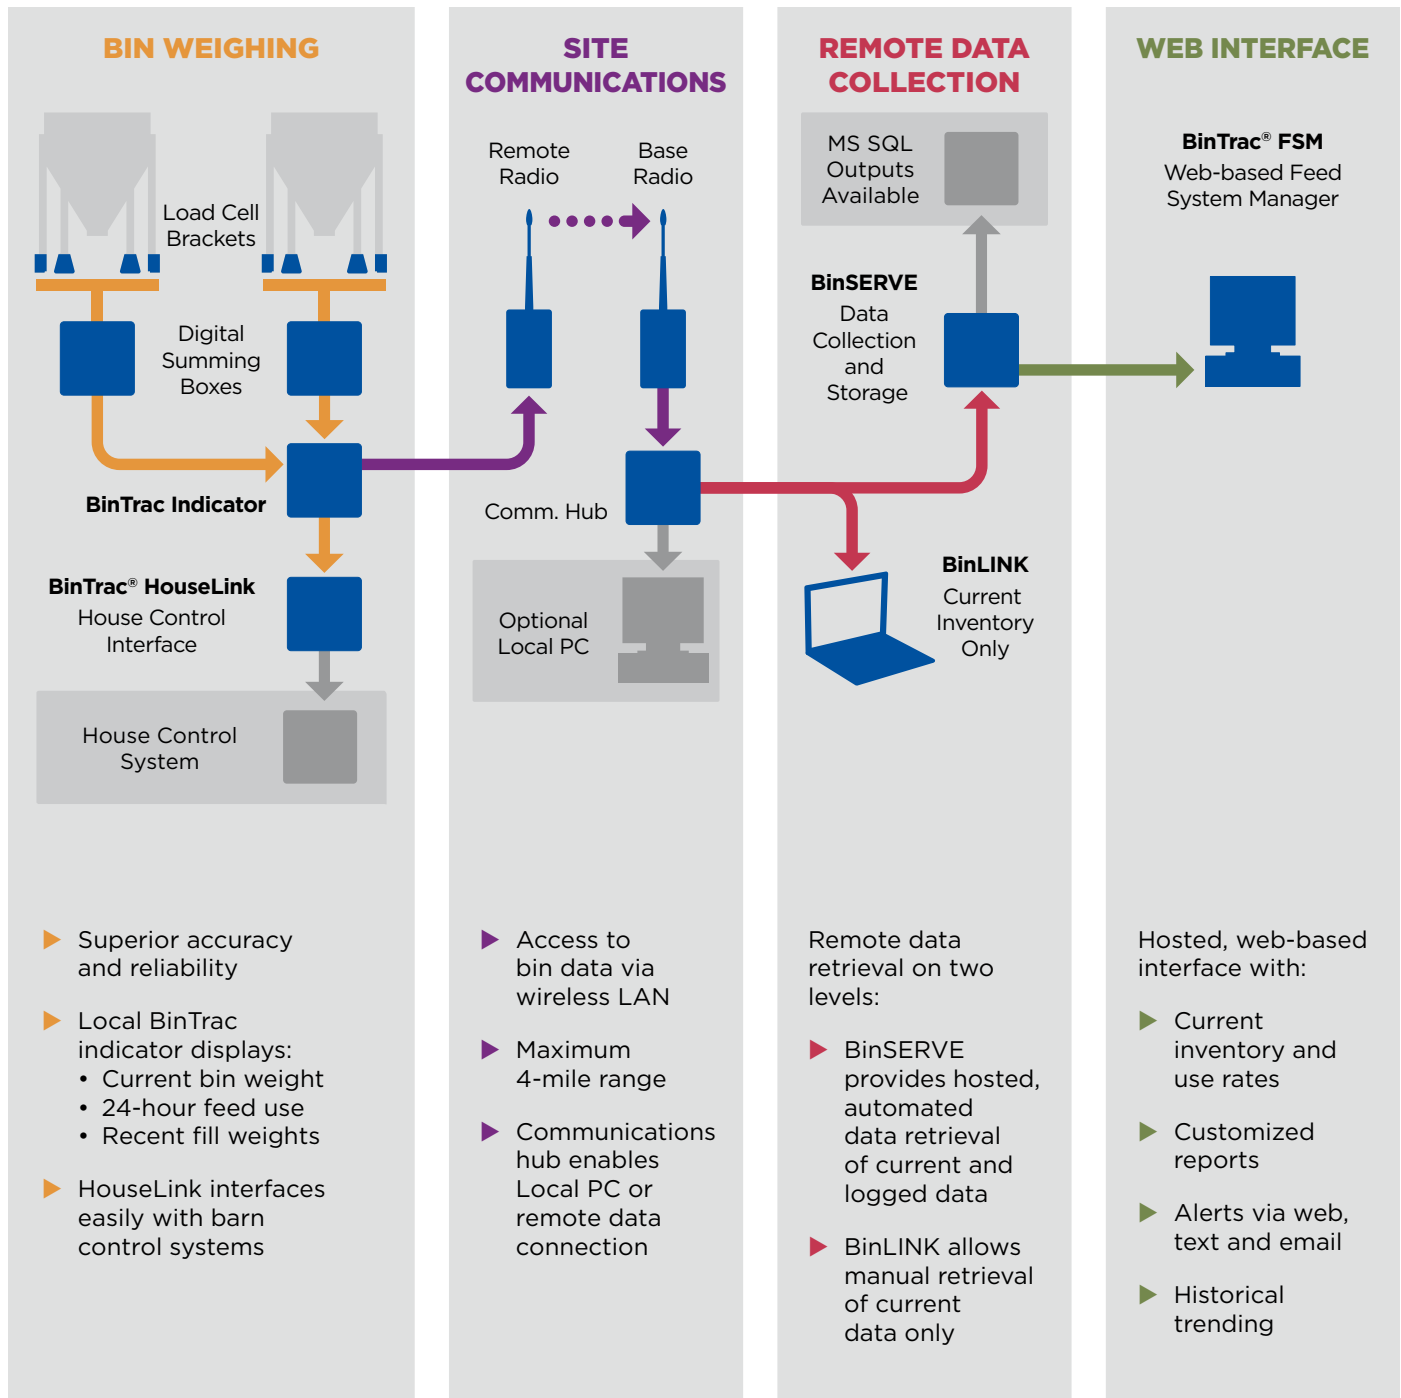 BIN WEIGHING
Load Cell
Brackets
Digital
Summing
Boxes
BinTrac Indicator
BinTrac® HouseLink
House Control
Interface
House Control
System
▶ Superior accuracy
and reliability
▶ Local BinTrac
indicator displays:
• Current bin weight
• 24-hour feed use
• Recent fill weights
▶ HouseLink interfaces
easily with barn
control systems
SITE
COMMUNICATIONS
Remote
Radio
Base
Radio
Comm. Hub
Optional
Local PC
▶ Access to
bin data via
wireless LAN
▶ Maximum
4-mile range
▶ Communications
hub enables
Local PC or
remote data
connection
REMOTE DATA
COLLECTION
MS SQL
Outputs
Available
BinSERVE
Data
Collection
and
Storage
BinLINK
Current
Inventory
Only
Remote data
retrieval on two
levels:
▶ BinSERVE
provides hosted,
automated
data retrieval
of current and
logged data
▶ BinLINK allows
manual retrieval
of current
data only
WEB INTERFACE
BinTrac® FSM
Web-based Feed
System Manager
Hosted, web-based
interface with:
▶ Current
inventory and
use rates
▶ Customized
reports
▶ Alerts via web,
text and email
▶ Historical
trending